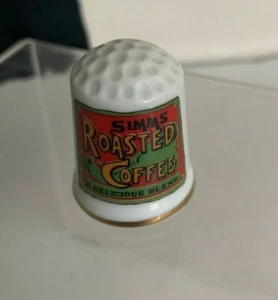 SIMMS
ROASTED
COFFEE
A DELICIOUS BLEND